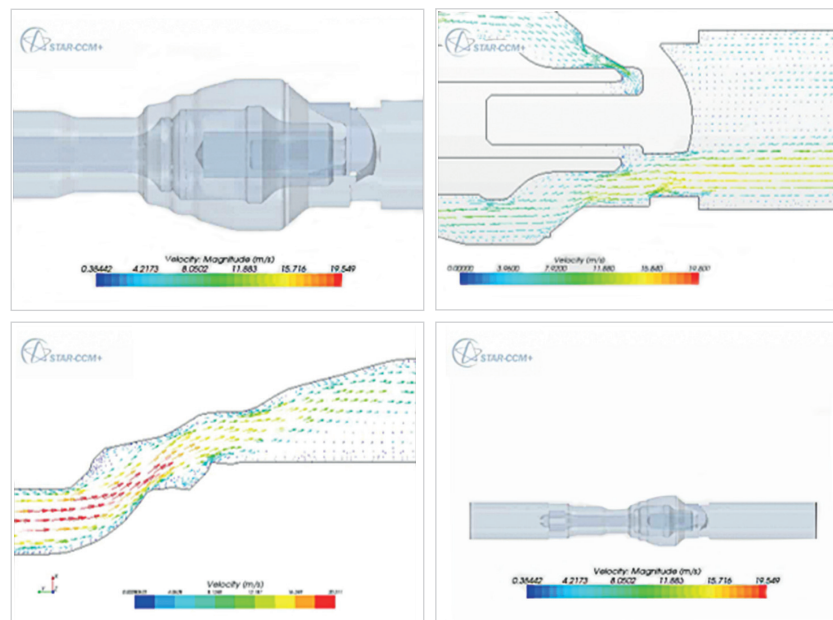 STAR-CCM+
Velocity: Magnitude (m/s)
0.38442 4.2173 8.0502 11.883 15.716 19.549
STAR-CCM+
Velocity (m/s)
0.00000 3.9600 7.9200 11.880 15.840 19.800
STAR-CCM+
Velocity (m/s)
STAR-CCM+
Velocity: Magnitude (m/s)
0.38442 4.2173 8.0502 11.883 15.716 19.549